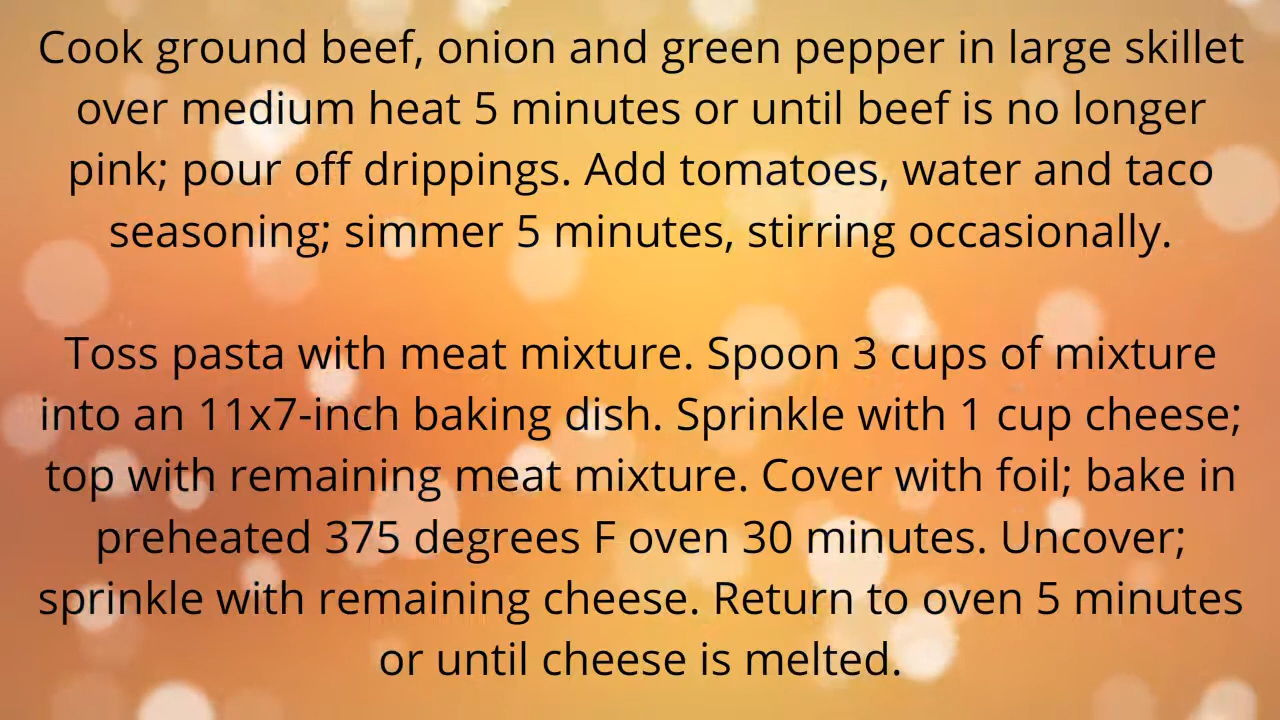 Cook ground beef, onion and green pepper in large skillet
over medium heat 5 minutes or until beef is no longer
pink; pour off drippings. Add tomatoes, water and taco
seasoning; simmer 5 minutes, stirring occasionally.
Toss pasta with meat mixture. Spoon 3 cups of mixture
into an 11x7-inch baking dish. Sprinkle with 1 cup cheese;
top with remaining meat mixture. Cover with foil; bake in
preheated 375 degrees F oven 30 minutes. Uncover;
sprinkle with remaining cheese. Return to oven 5 minutes
or until cheese is melted.